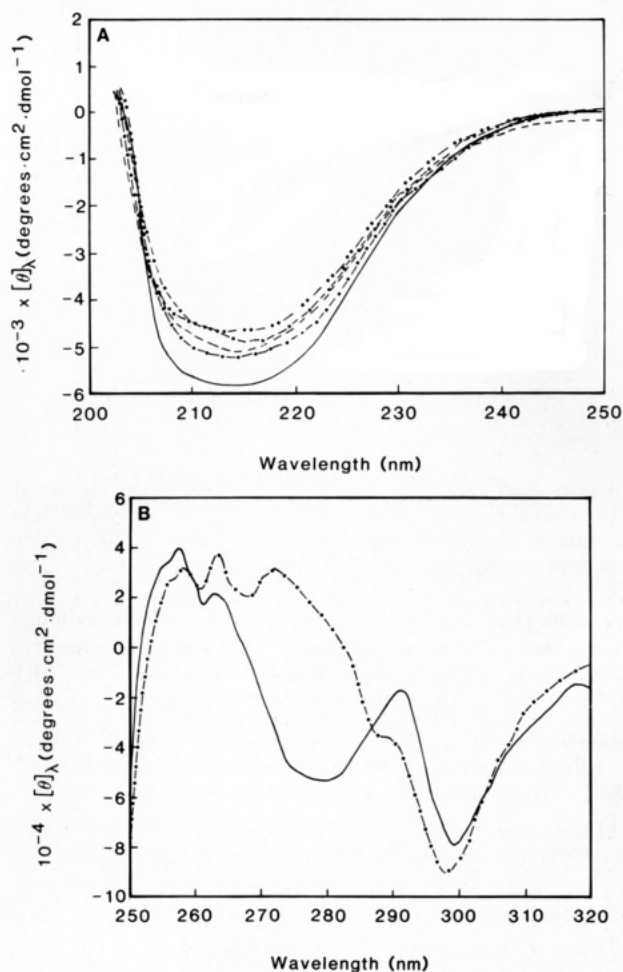 A
2
1
0
-1
-2
-3
-4
-5
-6
· 10⁻³ x [θ]λ (degrees·cm²·dmol⁻¹)
200 210 220 230 240 250
Wavelength (nm)
B
6
4
2
0
-2
-4
-6
-8
-10
10⁻⁴ x [θ]λ (degrees·cm²·dmol⁻¹)
250 260 270 280 290 300 310 320
Wavelength (nm)